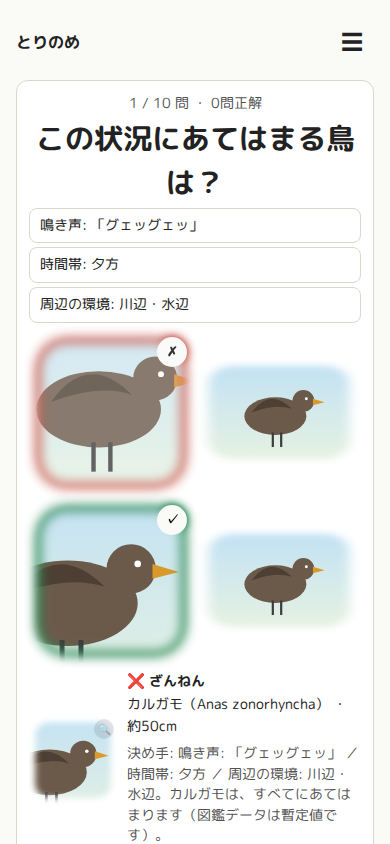 とりのめ
1 / 10 問 ・ 0問正解
この状況にあてはまる鳥
は？
鳴き声: 「グェッグェッ」
時間帯: 夕方
周辺の環境: 川辺・水辺
✗
✓
❌ ざんねん
カルガモ（Anas zonorhyncha） ・
約50cm
決め手: 鳴き声: 「グェッグェッ」 ／
時間帯: 夕方 ／ 周辺の環境: 川辺・
水辺。カルガモは、すべてにあては
まります（図鑑データは暫定値で
す）。